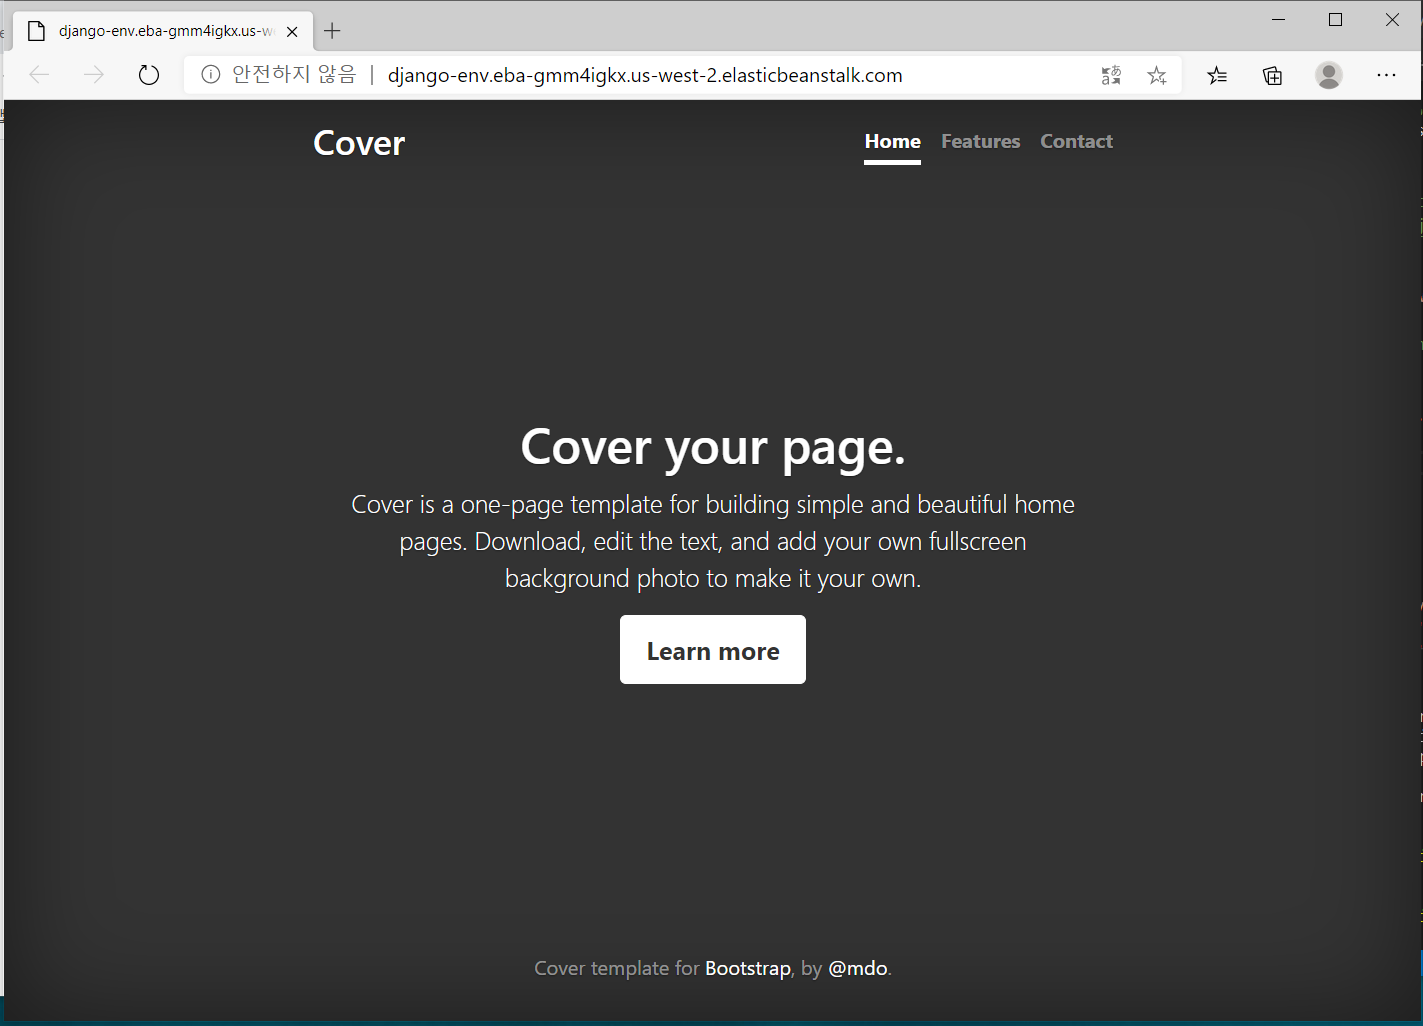 django-env.eba-gmm4igkx.us-w
안전하지 않음 | django-env.eba-gmm4igkx.us-west-2.elasticbeanstalk.com
Cover
Home Features Contact
Cover your page.
Cover is a one-page template for building simple and beautiful home
pages. Download, edit the text, and add your own fullscreen
background photo to make it your own.
Learn more
Cover template for Bootstrap, by @mdo.